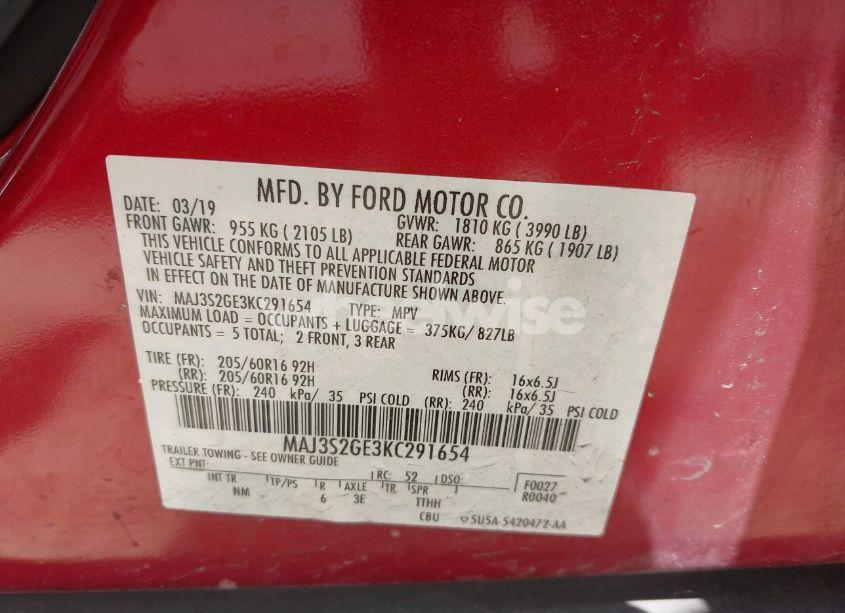 MFD. BY FORD MOTOR CO.
DATE: 03/19 GVWR: 1810 KG ( 3990 LB)
FRONT GAWR: 955 KG ( 2105 LB) REAR GAWR: 865 KG ( 1907 LB)
THIS VEHICLE CONFORMS TO ALL APPLICABLE FEDERAL MOTOR
VEHICLE SAFETY AND THEFT PREVENTION STANDARDS
IN EFFECT ON THE DATE OF MANUFACTURE SHOWN ABOVE.
VIN: MAJ3S2GE3KC291654 TYPE: MPV
MAXIMUM LOAD = OCCUPANTS + LUGGAGE = 375KG/ 827LB
OCCUPANTS = 5 TOTAL; 2 FRONT, 3 REAR
TIRE (FR): 205/60R16 92H RIMS (FR): 16x6.5J
(RR): 205/60R16 92H (RR): 16x6.5J
PRESSURE (FR): 240 kPa/ 35 PSI COLD (RR): 240 kPa/ 35 PSI COLD
MAJ3S2GE3KC291654
TRAILER TOWING - SEE OWNER GUIDE
EXT PNT: RC: 52 DSO: F0027
R0040
INT TR TP/PS R AXLE TR SPR
NM 6 3E TTHH
CBU 5U5A-5420472-AA